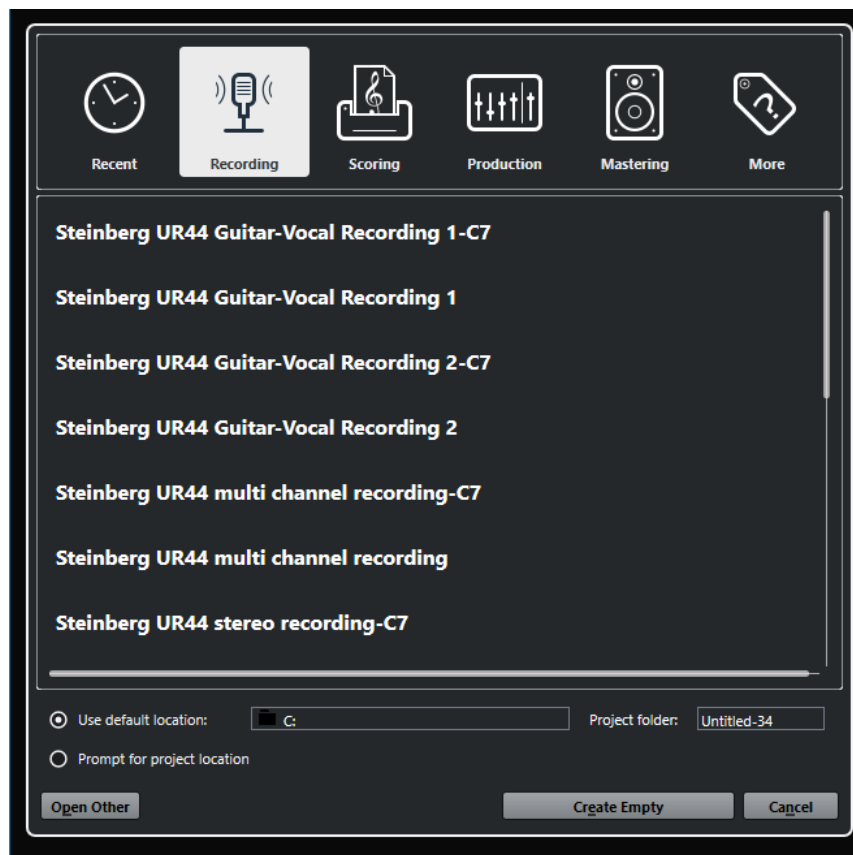 Recent Recording Scoring Production Mastering More
Steinberg UR44 Guitar-Vocal Recording 1-C7
Steinberg UR44 Guitar-Vocal Recording 1
Steinberg UR44 Guitar-Vocal Recording 2-C7
Steinberg UR44 Guitar-Vocal Recording 2
Steinberg UR44 multi channel recording-C7
Steinberg UR44 multi channel recording
Steinberg UR44 stereo recording-C7
Use default location: C: Project folder: Untitled-34
Prompt for project location
Open Other Create Empty Cancel